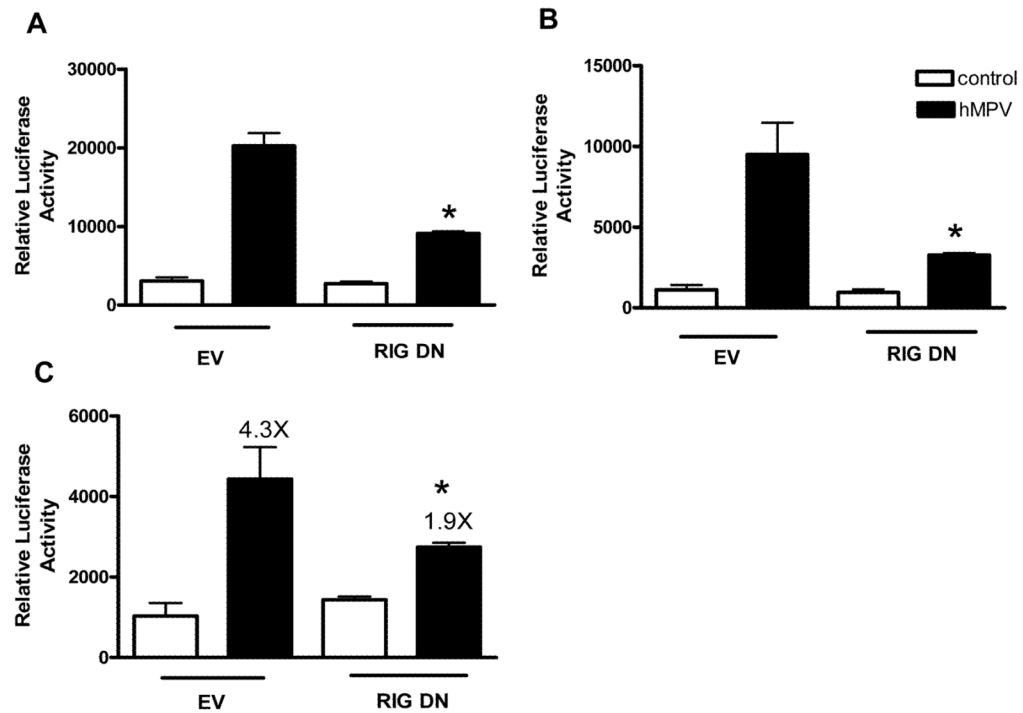 A
Relative Luciferase
Activity
30000
20000
10000
0
*
EV
RIG DN
B
Relative Luciferase
Activity
15000
10000
5000
0
*
control
hMPV
EV
RIG DN
C
Relative Luciferase
Activity
6000
4000
2000
0
4.3X
*
1.9X
EV
RIG DN